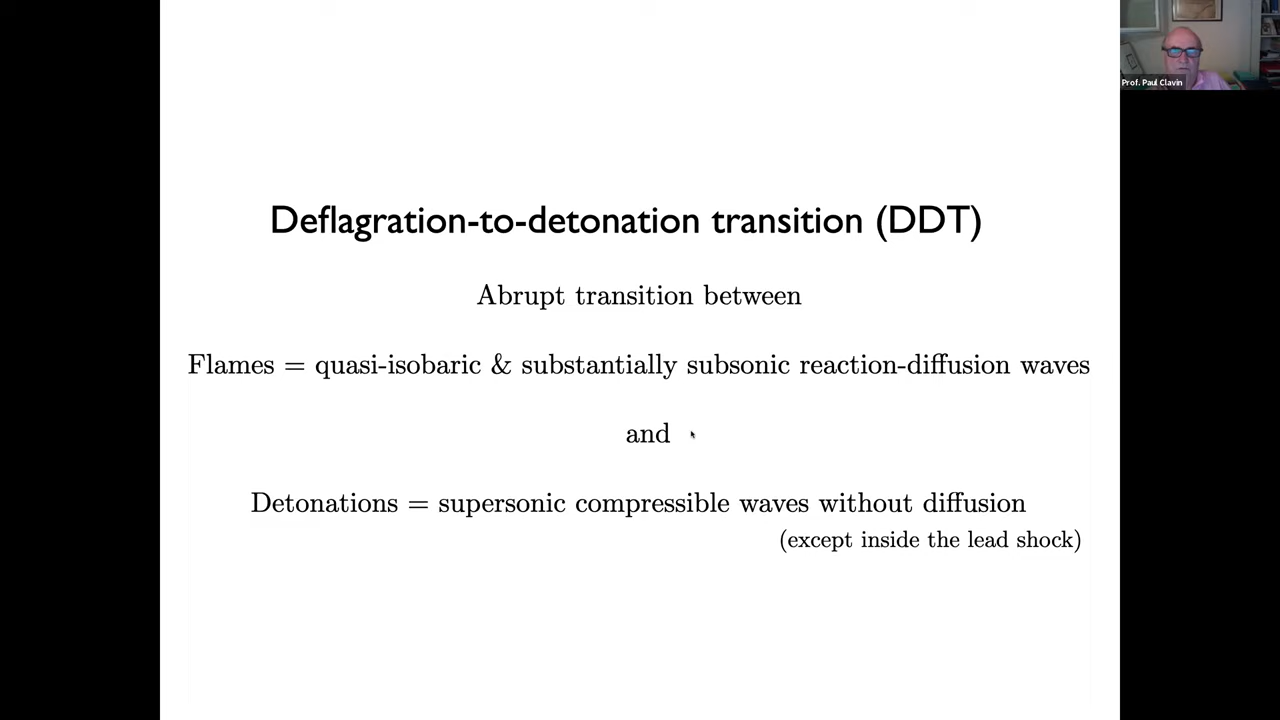 Prof. Paul Clavin
Deflagration-to-detonation transition (DDT)
Abrupt transition between
Flames = quasi-isobaric & substantially subsonic reaction-diffusion waves
and
Detonations = supersonic compressible waves without diffusion
(except inside the lead shock)